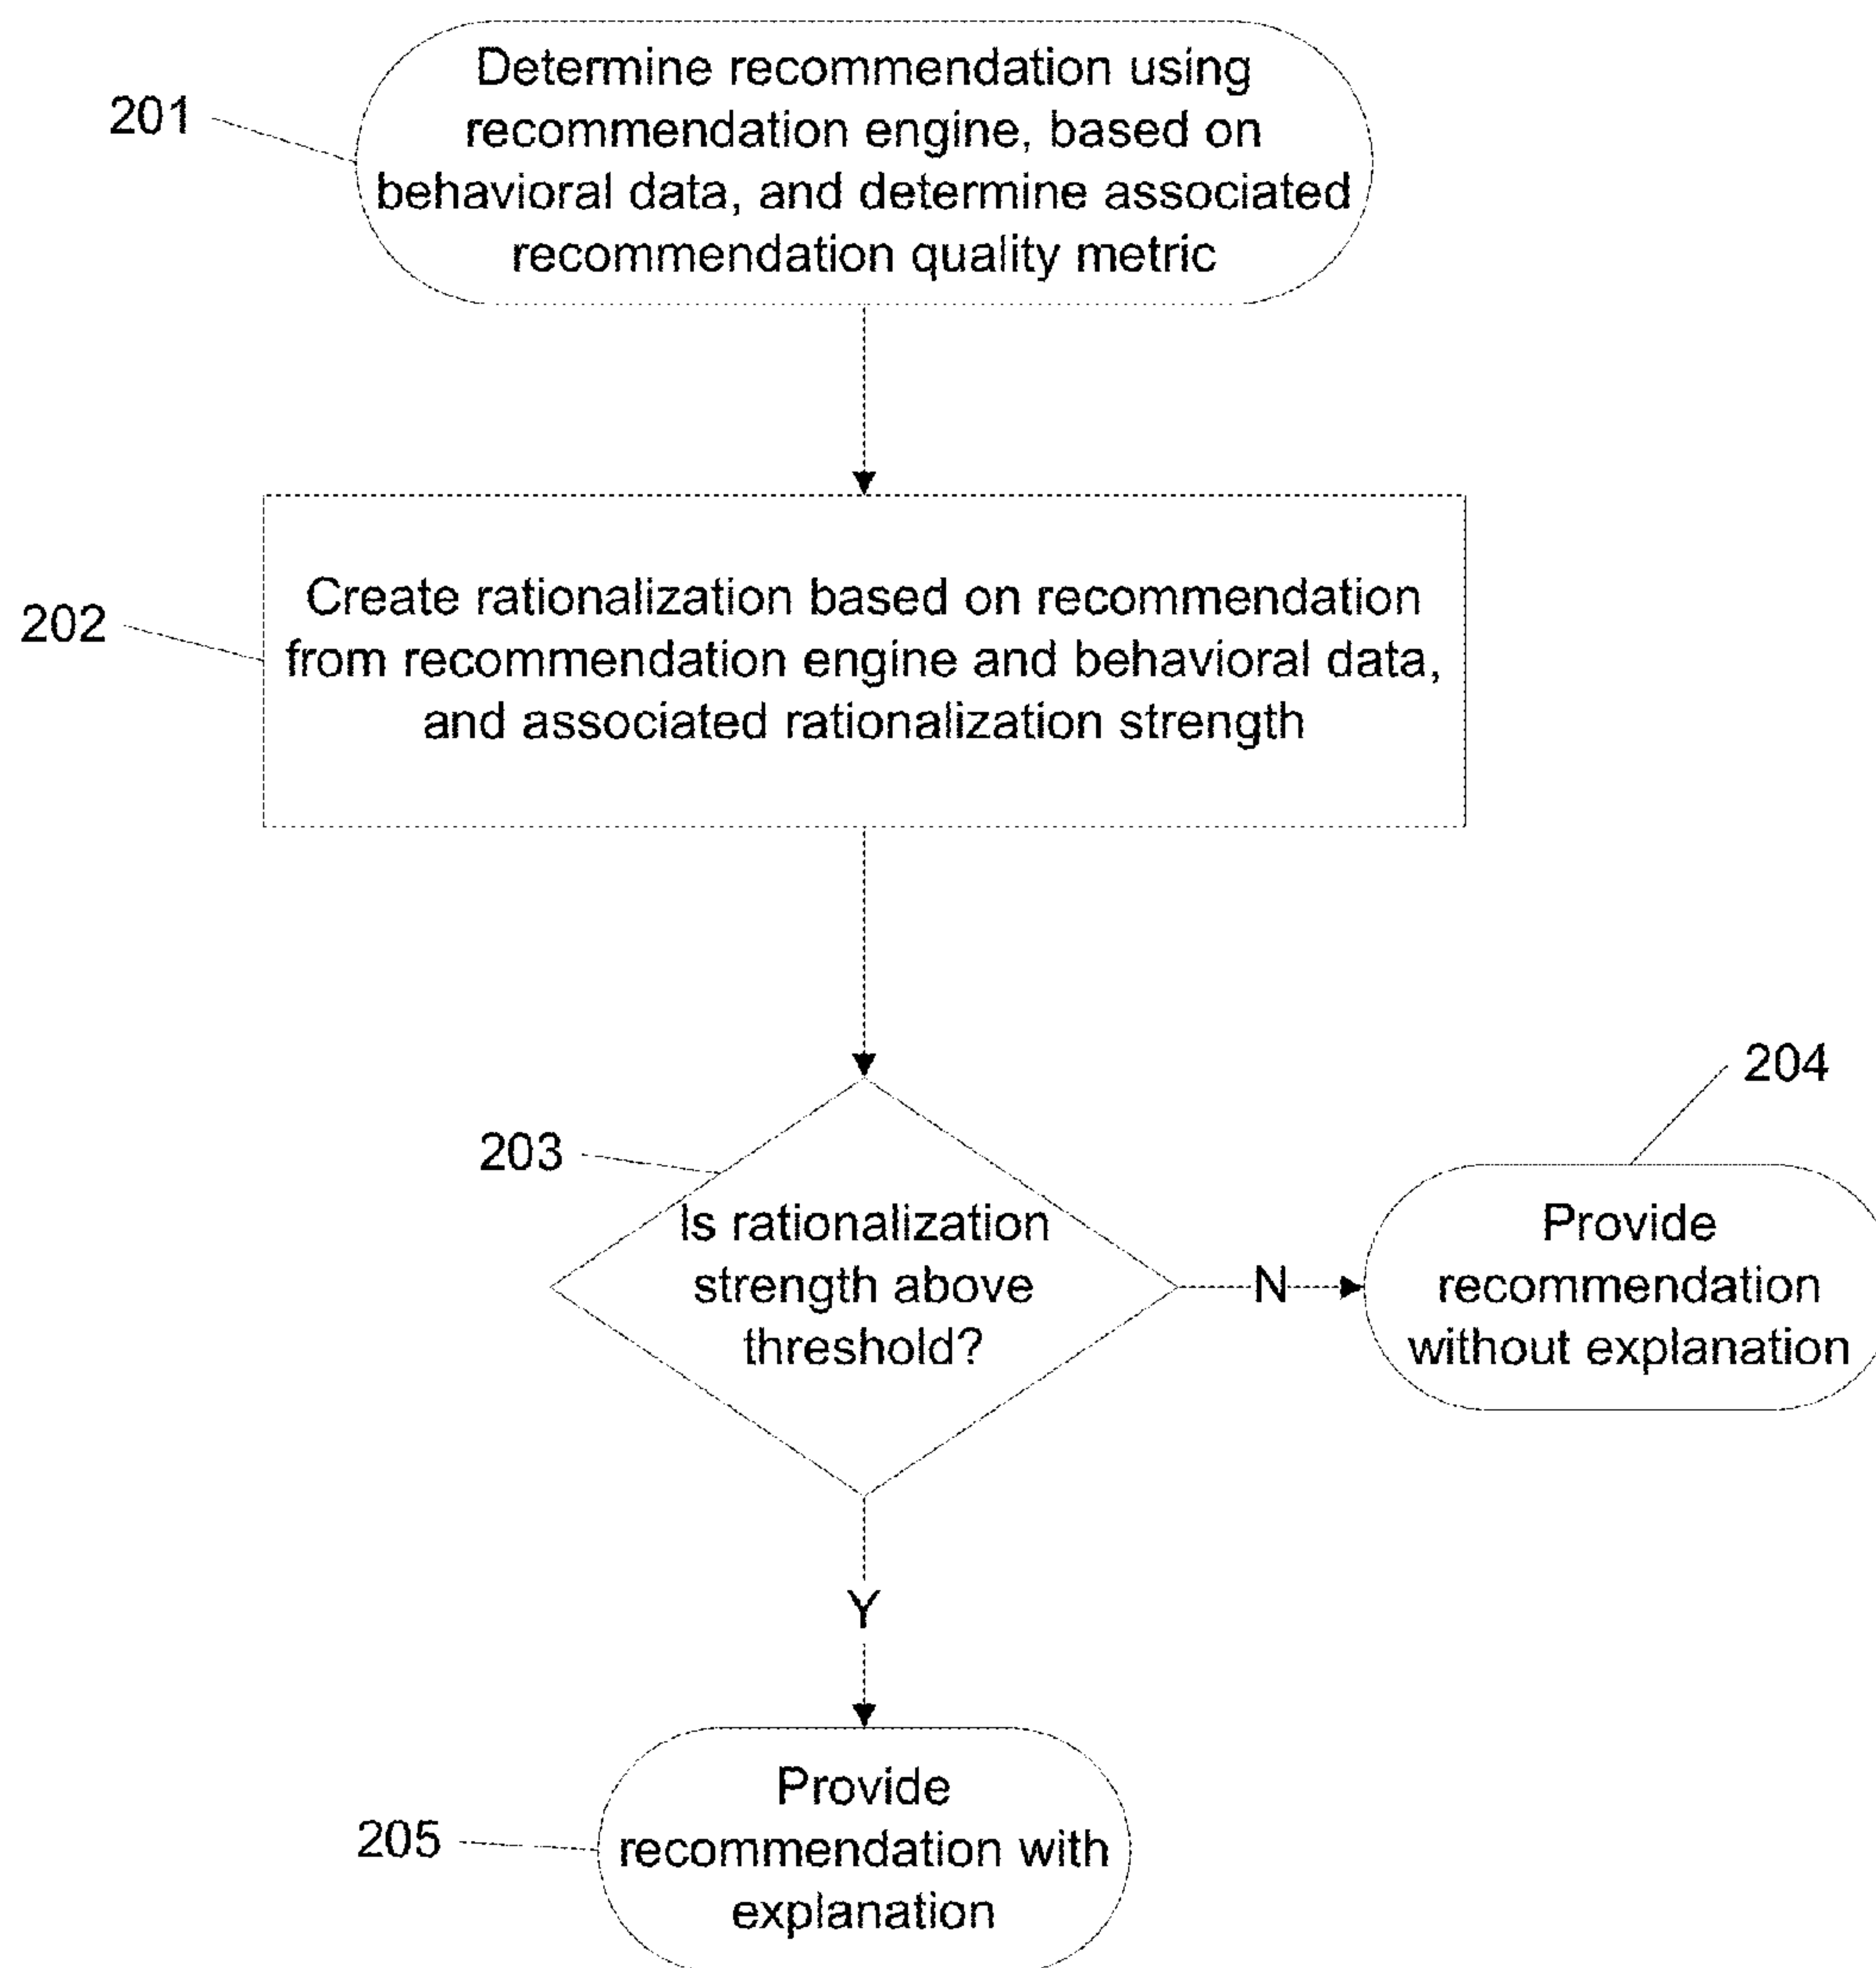 201
Determine recommendation using
recommendation engine, based on
behavioral data, and determine associated
recommendation quality metric
202
Create rationalization based on recommendation
from recommendation engine and behavioral data,
and associated rationalization strength
203
Is rationalization
strength above
threshold?
N
204
Provide
recommendation
without explanation
Y
205
Provide
recommendation with
explanation